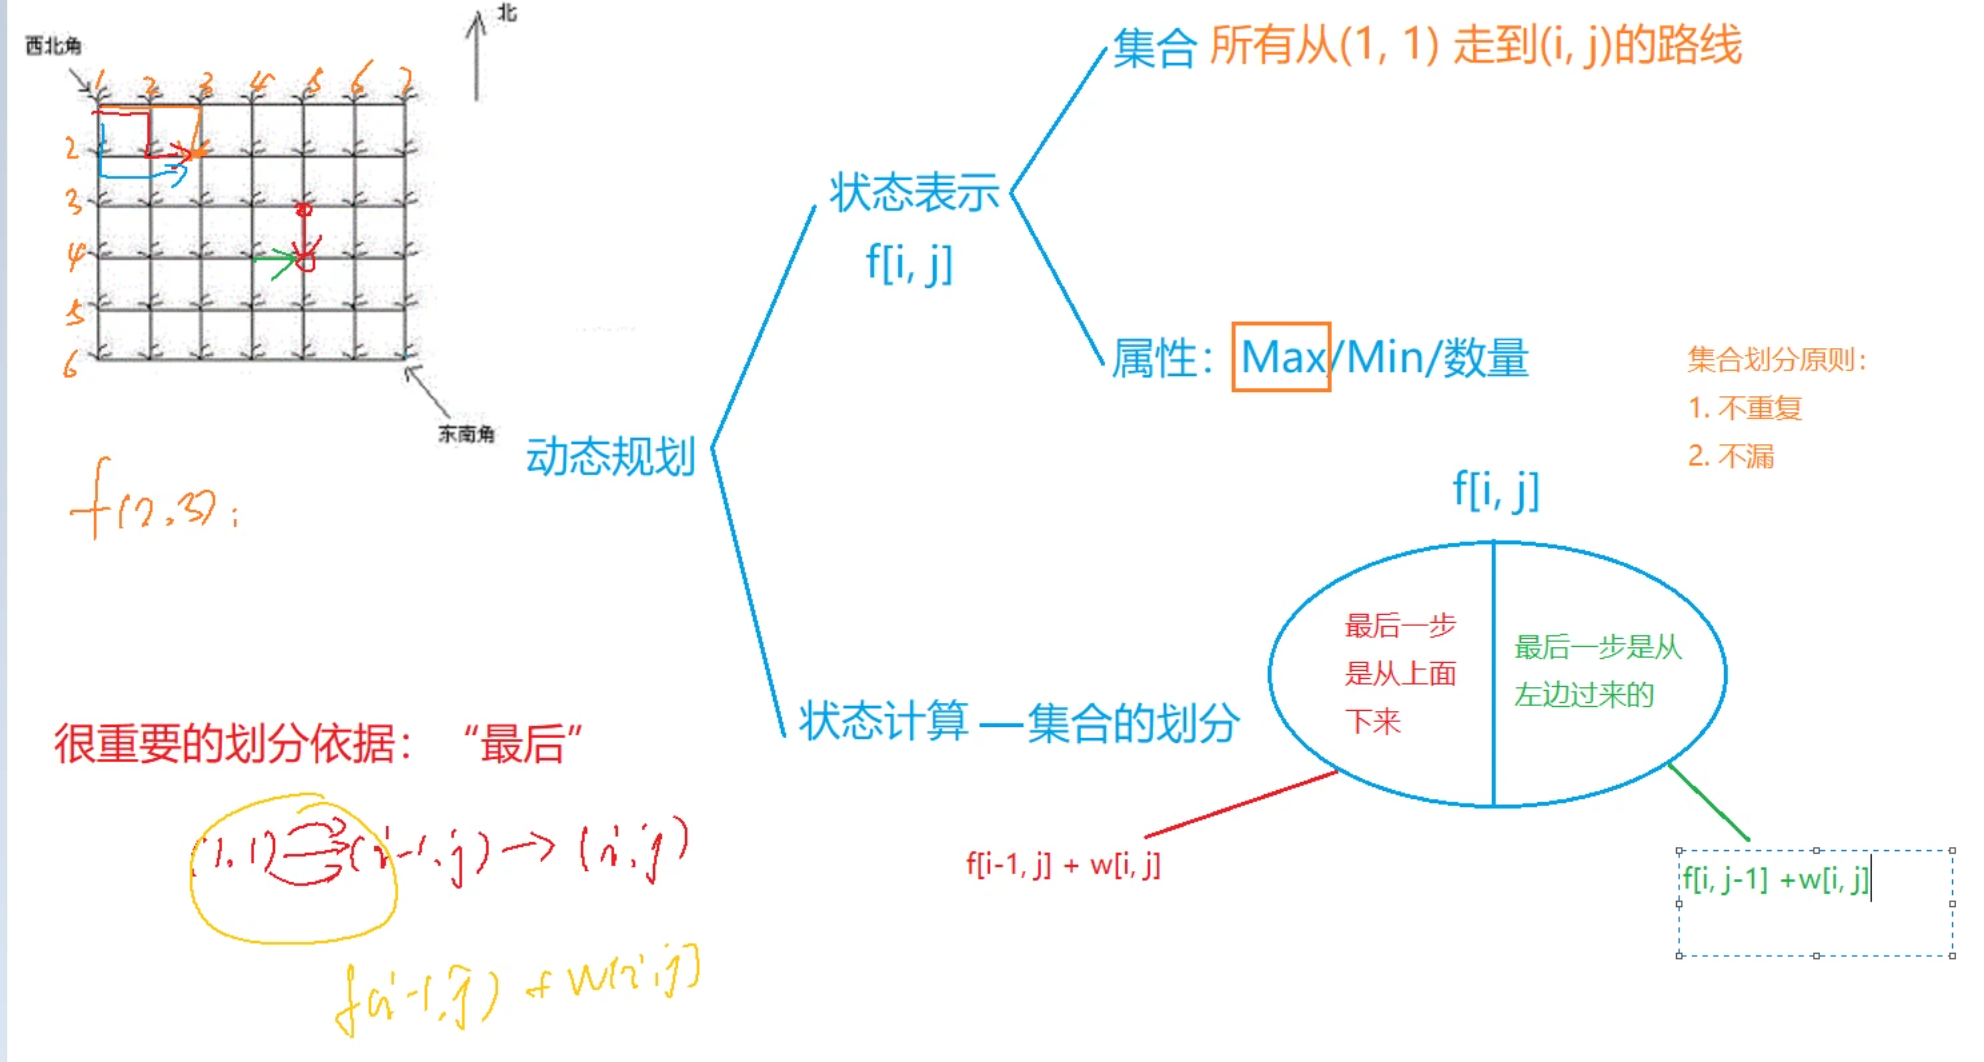 北
西北角
1 2 3 4 5 6 7
2
3
4
5
6
东南角
f(2,3):
动态规划
状态表示
f[i, j]
集合 所有从(1, 1) 走到(i, j)的路线
属性：Max/Min/数量
集合划分原则：
1. 不重复
2. 不漏
状态计算 — 集合的划分
f[i, j]
最后一步
是从上面
下来
最后一步是从
左边过来的
f[i-1, j] + w[i, j]
f[i, j-1] +w[i, j]
很重要的划分依据：“最后”
(1,1) → (i-1,j) → (i,j)
f(i-1,j) + w(i,j)